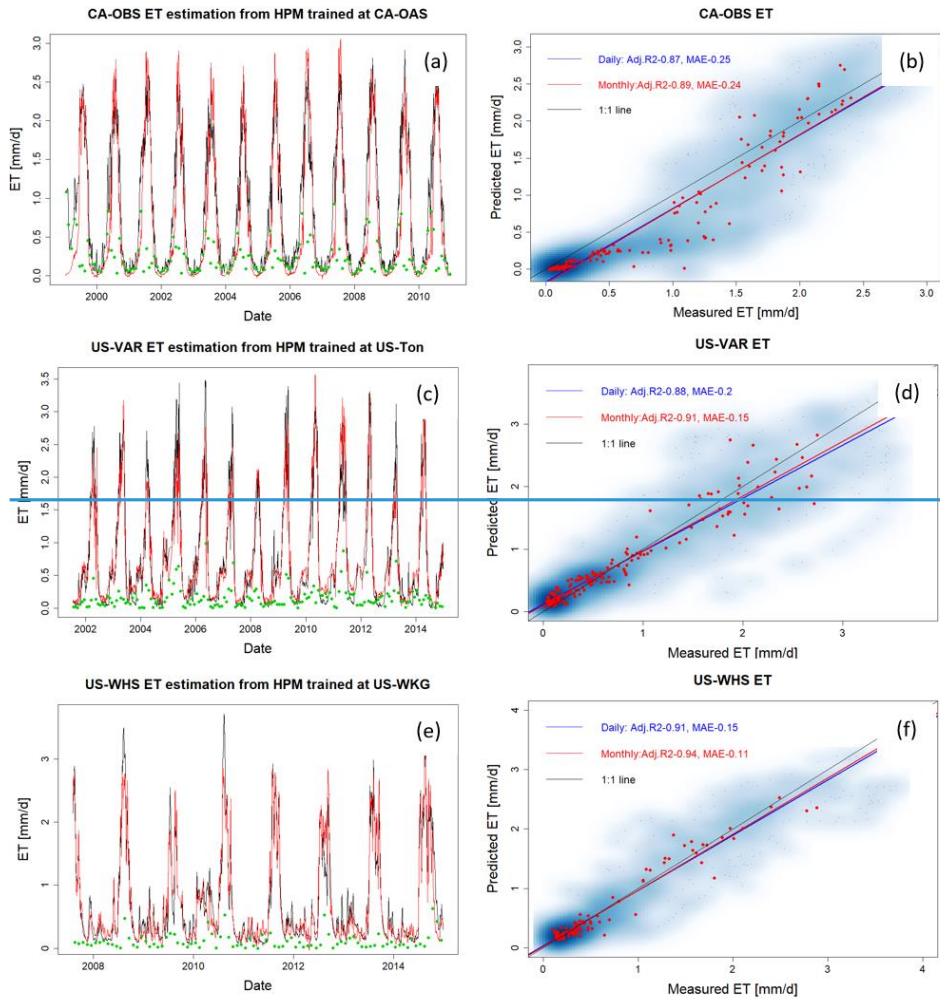 CA-OBS ET estimation from HPM trained at CA-OAS
(a)
ET [mm/d]
3.0
2.5
2.0
1.5
1.0
0.5
0.0
2000 2002 2004 2006 2008 2010
Date
CA-OBS ET
(b)
Daily: Adj.R2-0.87, MAE-0.25
Monthly:Adj.R2-0.89, MAE-0.24
1:1 line
Predicted ET [mm/d]
3.0
2.5
2.0
1.5
1.0
0.5
0.0
0.0 0.5 1.0 1.5 2.0 2.5 3.0
Measured ET [mm/d]
US-VAR ET estimation from HPM trained at US-Ton
(c)
ET [mm/d]
3.5
3.0
2.5
2.0
1.5
1.0
0.5
0.0
2002 2004 2006 2008 2010 2012 2014
Date
US-VAR ET
(d)
Daily: Adj.R2-0.88, MAE-0.2
Monthly:Adj.R2-0.91, MAE-0.15
1:1 line
Predicted ET [mm/d]
3
2
1
0
0 1 2 3
Measured ET [mm/d]
US-WHS ET estimation from HPM trained at US-WKG
(e)
ET [mm/d]
3
2
1
0
2008 2010 2012 2014
Date
US-WHS ET
(f)
Daily: Adj.R2-0.91, MAE-0.15
Monthly:Adj.R2-0.94, MAE-0.11
1:1 line
Predicted ET [mm/d]
4
3
2
1
0
0 1 2 3 4
Measured ET [mm/d]